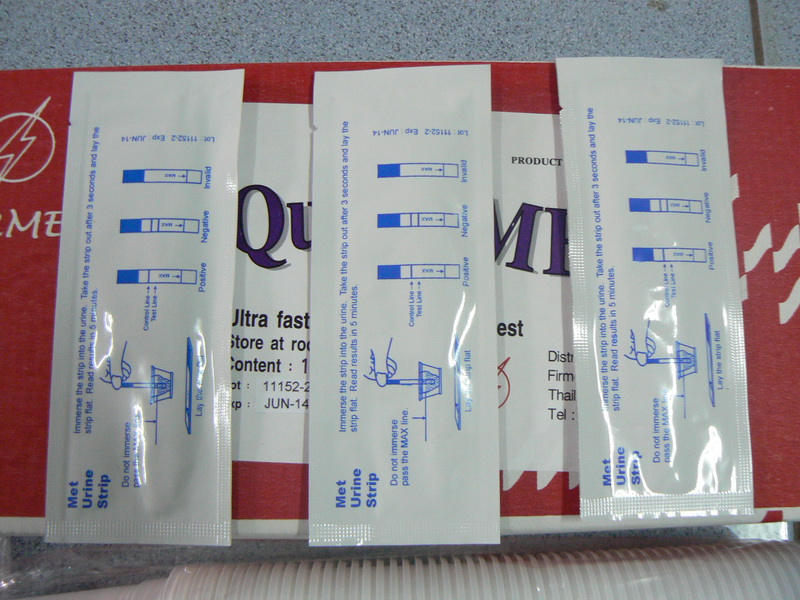 Met
Urine
Strip
Immerse the strip into the urine. Take the strip out after 3 seconds and lay the
strip flat. Read results in 5 minutes.
Do not immerse
pass the MAX line.
Lay the
Control Line
Test Line
Positive
Negative
Invalid
MAX
MAX
MAX
Lot 11152-2 Exp : JUN-14
Met
Urine
Strip
Immerse the strip into the urine. Take the strip out after 3 seconds and lay the
strip flat. Read results in 5 minutes.
Do not immerse
pass the MAX line.
Lay the strip flat
Control Line
Test Line
Positive
Negative
Invalid
MAX
MAX
MAX
Lot 11152-2 Exp : JUN-14
Met
Urine
Strip
Immerse the strip into the urine. Take the strip out after 3 seconds and lay the
strip flat. Read results in 5 minutes.
Do not immerse
pass the MAX line.
Lay the strip flat
Control Line
Test Line
Positive
Negative
Invalid
MAX
MAX
MAX
Lot 11152-2 Exp : JUN-14
RME
PRODUCT
Qu
Ultra fast
est
Store at roo
Content : 1
ot : 11152-2
xp : JUN-14
Distr
Firm
Thail
Tel :